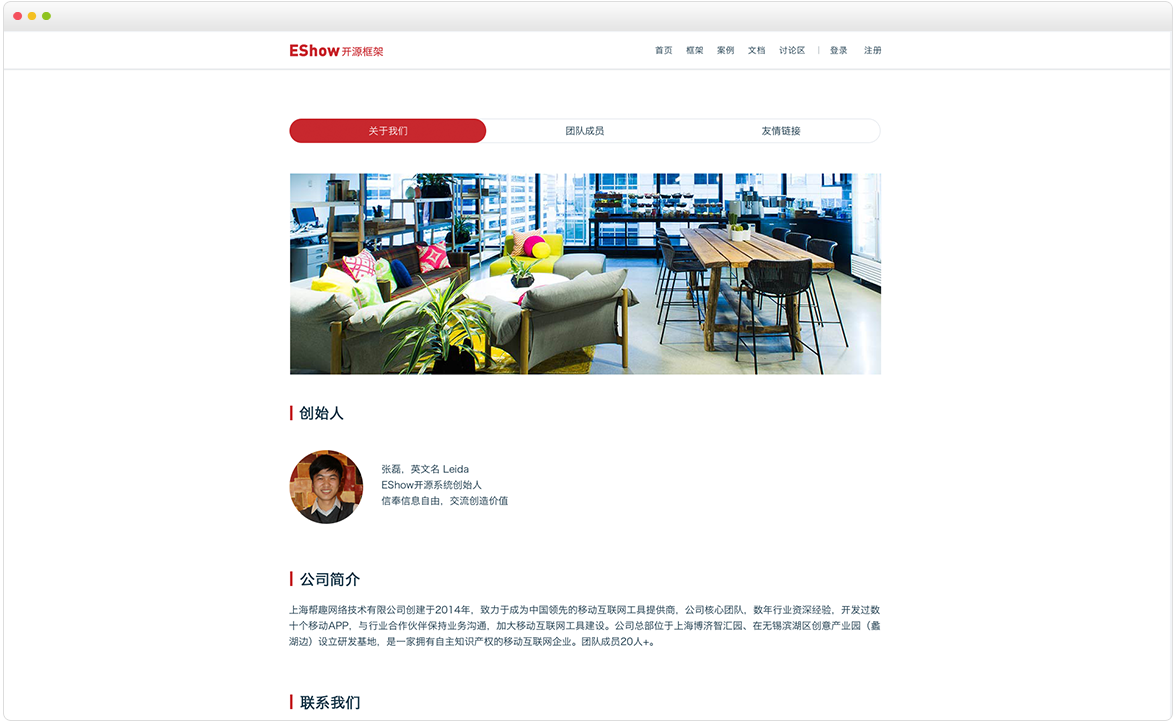 EShow开源框架
首页 框架 案例 文档 讨论区 | 登录 注册
关于我们 团队成员 友情链接
创始人
张磊，英文名 Leida
EShow开源系统创始人
信奉信息自由，交流创造价值
公司简介
上海帮趣网络技术有限公司创建于2014年，致力于成为中国领先的移动互联网工具提供商，公司核心团队，数年行业资深经验，开发过数
十个移动APP，与行业合作伙伴保持业务沟通，加大移动互联网工具建设。公司总部位于上海博济智汇园、在无锡滨湖区创意产业园（蠡
湖边）设立研发基地，是一家拥有自主知识产权的移动互联网企业。团队成员20人+。
联系我们